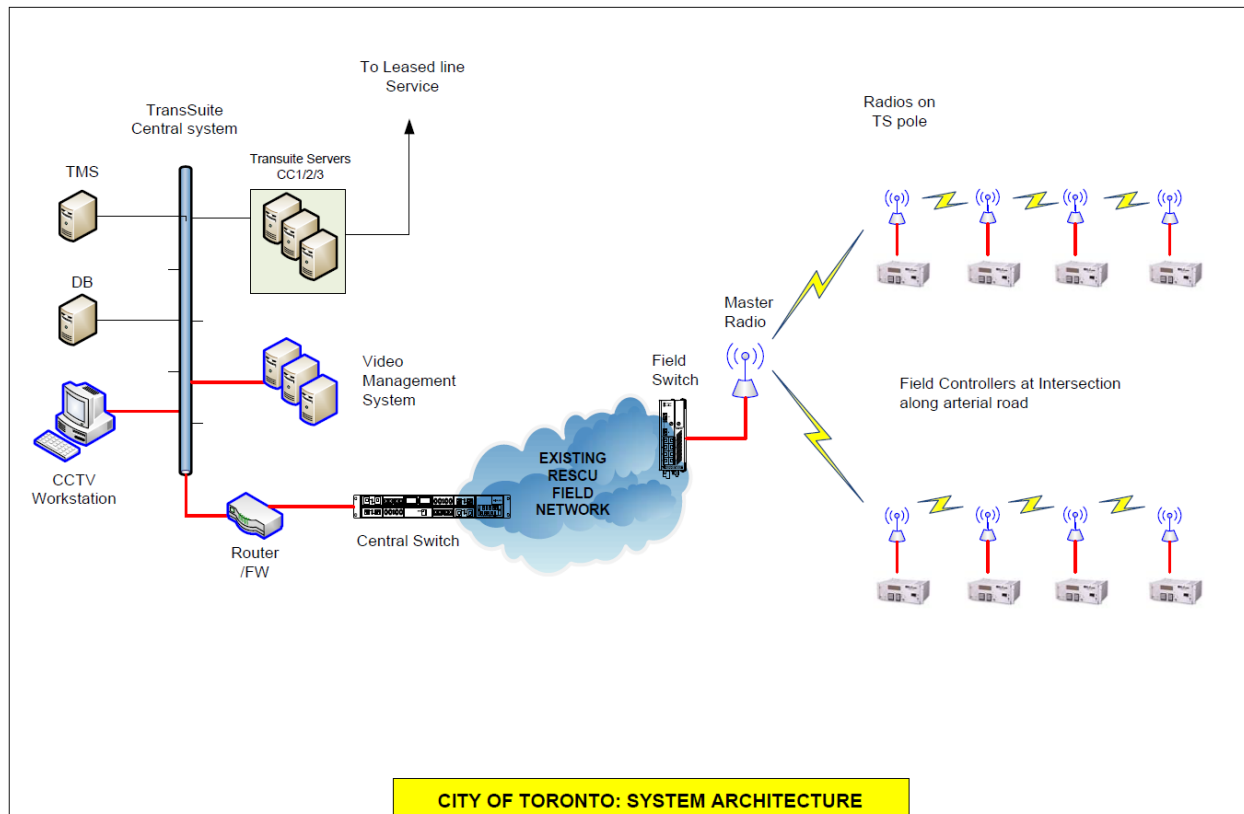 To Leased line
Service
TransSuite
Central system
Radios on
TS pole
Transuite Servers
CC1/2/3
TMS
DB
Master
Radio
Video
Management
System
Field
Switch
Field Controllers at Intersection
along arterial road
EXISTING
RESCU
FIELD
NETWORK
CCTV
Workstation
Central Switch
Router
/FW
CITY OF TORONTO: SYSTEM ARCHITECTURE